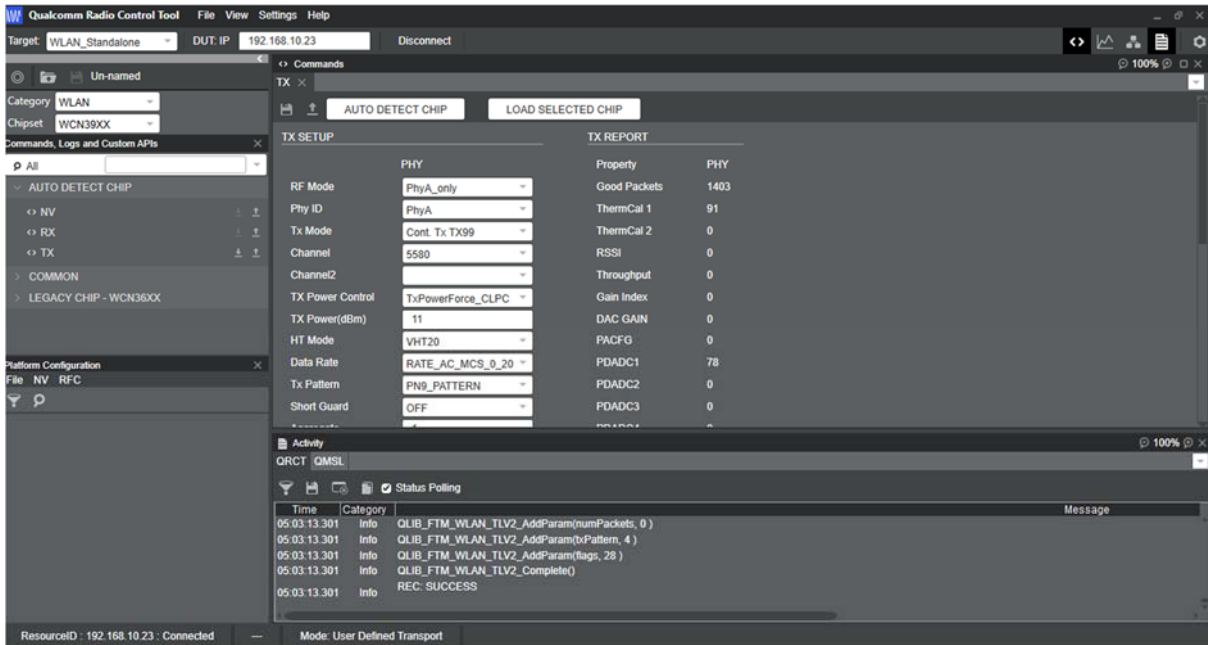 Qualcomm Radio Control Tool File View Settings Help
Target: WLAN_Standalone DUT: IP 192.168.10.23 Disconnect
Un-named
Category WLAN
Chipset WCN39XX
Commands, Logs and Custom APIs
All
AUTO DETECT CHIP
<> NV
<> RX
<> TX
COMMON
LEGACY CHIP - WCN36XX
Platform Configuration
File NV RFC
<> Commands 100%
TX
AUTO DETECT CHIP LOAD SELECTED CHIP
TX SETUP TX REPORT
PHY Property PHY
RF Mode PhyA_only Good Packets 1403
Phy ID PhyA ThermCal 1 91
Tx Mode Cont. Tx TX99 ThermCal 2 0
Channel 5580 RSSI 0
Channel2 Throughput 0
TX Power Control TxPowerForce_CLPC Gain Index 0
TX Power(dBm) 11 DAC GAIN 0
HT Mode VHT20 PACFG 0
Data Rate RATE_AC_MCS_0_20 PDADC1 78
Tx Pattern PN9_PATTERN PDADC2 0
Short Guard OFF PDADC3 0
Activity 100%
QRCT QMSL
Status Polling
Time Category Message
05:03:13.301 Info QLIB_FTM_WLAN_TLV2_AddParam(numPackets, 0 )
05:03:13.301 Info QLIB_FTM_WLAN_TLV2_AddParam(txPattern, 4 )
05:03:13.301 Info QLIB_FTM_WLAN_TLV2_AddParam(flags, 28 )
05:03:13.301 Info QLIB_FTM_WLAN_TLV2_Complete()
05:03:13.301 Info REC: SUCCESS
ResourceID : 192.168.10.23 : Connected --- Mode: User Defined Transport